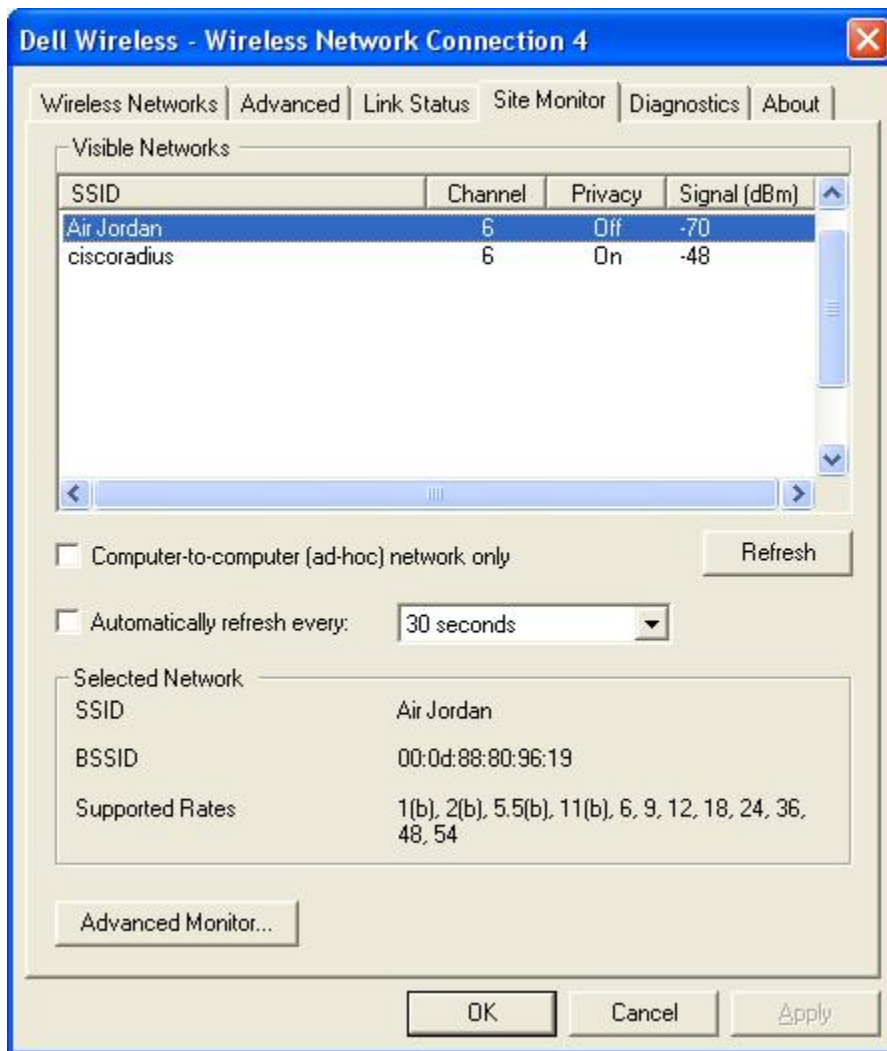 Dell Wireless - Wireless Network Connection 4
Wireless Networks Advanced Link Status Site Monitor Diagnostics About
Visible Networks
SSID Channel Privacy Signal (dBm)
Air Jordan 6 Off -70
ciscoradius 6 On -48
Computer-to-computer (ad-hoc) network only Refresh
Automatically refresh every: 30 seconds
Selected Network
SSID Air Jordan
BSSID 00:0d:88:80:96:19
Supported Rates 1(b), 2(b), 5.5(b), 11(b), 6, 9, 12, 18, 24, 36,
48, 54
Advanced Monitor...
OK Cancel Apply